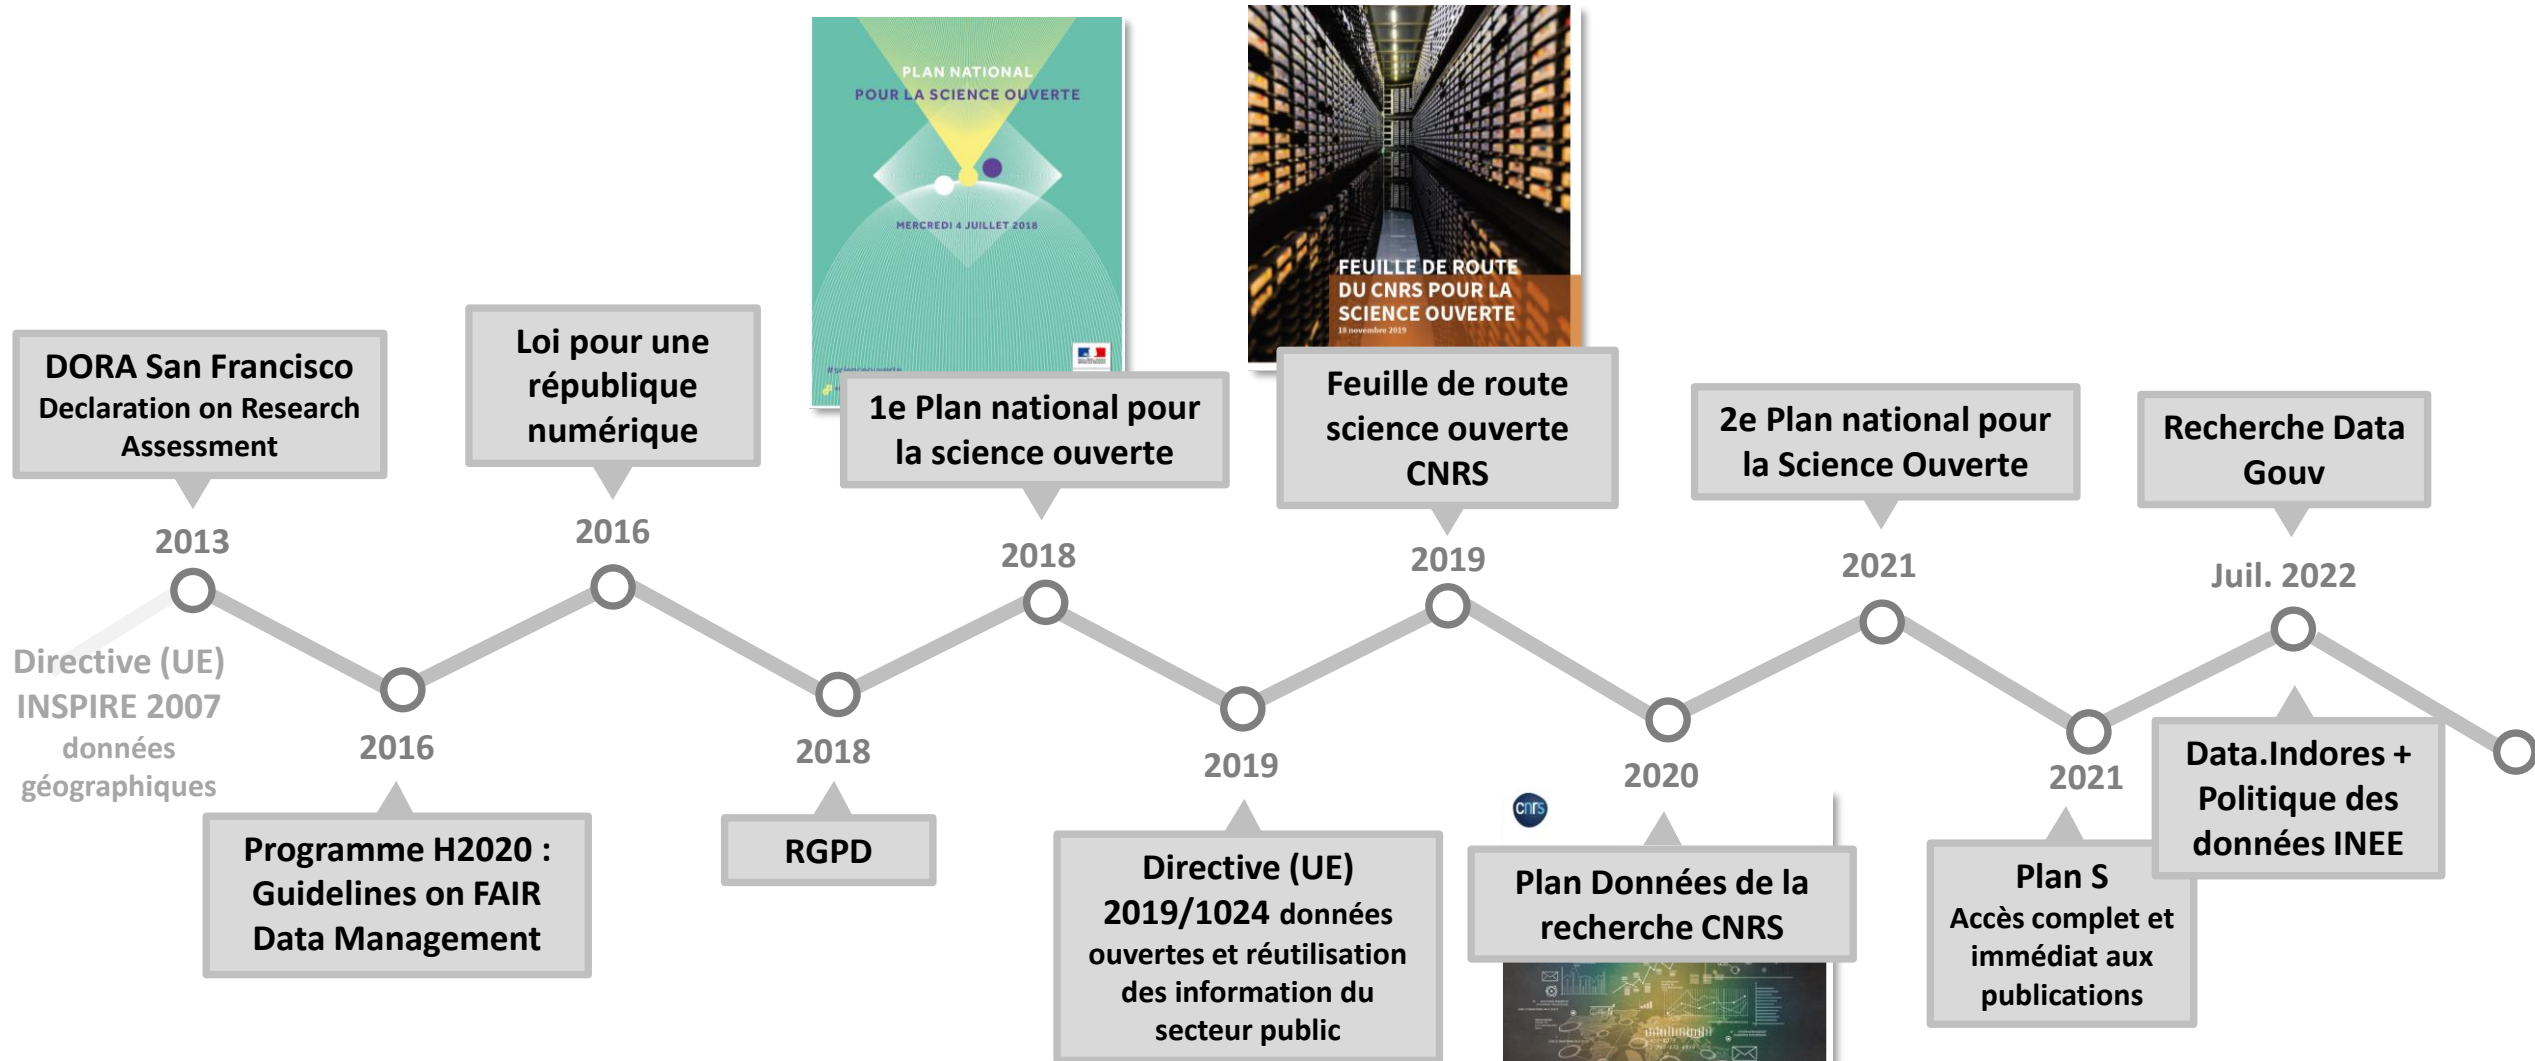 PLAN NATIONAL
POUR LA SCIENCE OUVERTE
MERCREDI 4 JUILLET 2018
FEUILLE DE ROUTE
DU CNRS POUR LA
SCIENCE OUVERTE
18 novembre 2019
DORA San Francisco
Declaration on Research
Assessment
2013
Loi pour une
république
numérique
2016
#scienceouverte
1e Plan national pour
la science ouverte
2018
Feuille de route
science ouverte
CNRS
2019
2e Plan national pour
la Science Ouverte
2021
Recherche Data
Gouv
Juil. 2022
Directive (UE)
INSPIRE 2007
données
géographiques
2016
Programme H2020 :
Guidelines on FAIR
Data Management
2018
RGPD
2019
Directive (UE)
2019/1024 données
ouvertes et réutilisation
des information du
secteur public
2020
cnrs
Plan Données de la
recherche CNRS
2021
Plan S
Accès complet et
immédiat aux
publications
Data.Indores +
Politique des
données INEE